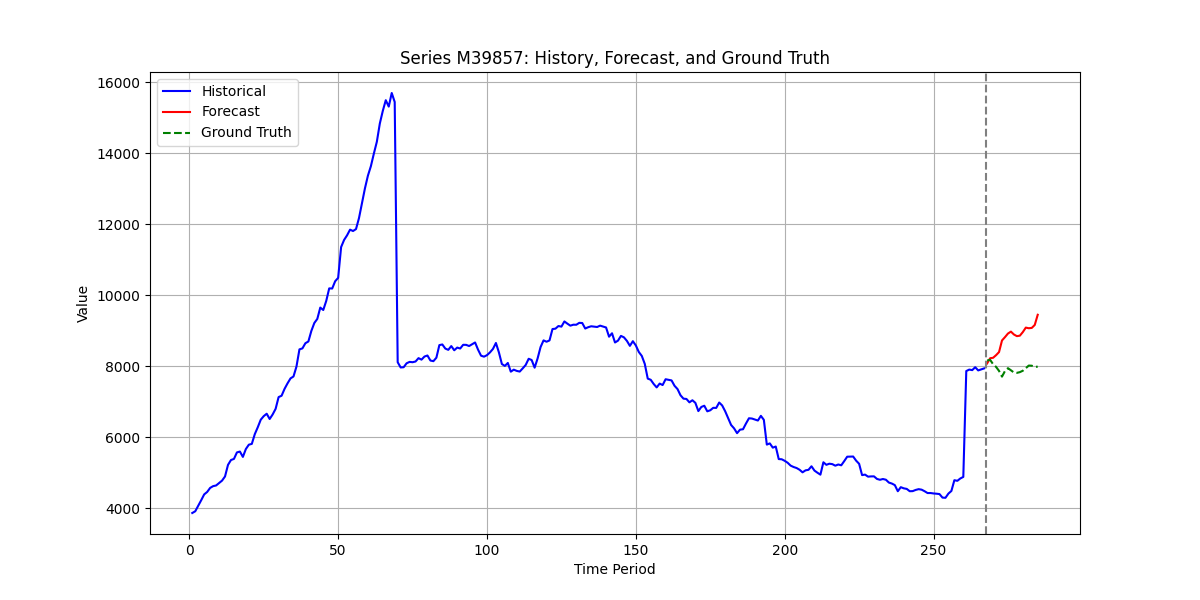 Series M39857: History, Forecast, and Ground Truth
Historical
Forecast
Ground Truth
16000
14000
12000
10000
8000
6000
4000
Value
0
50
100
150
200
250
Time Period